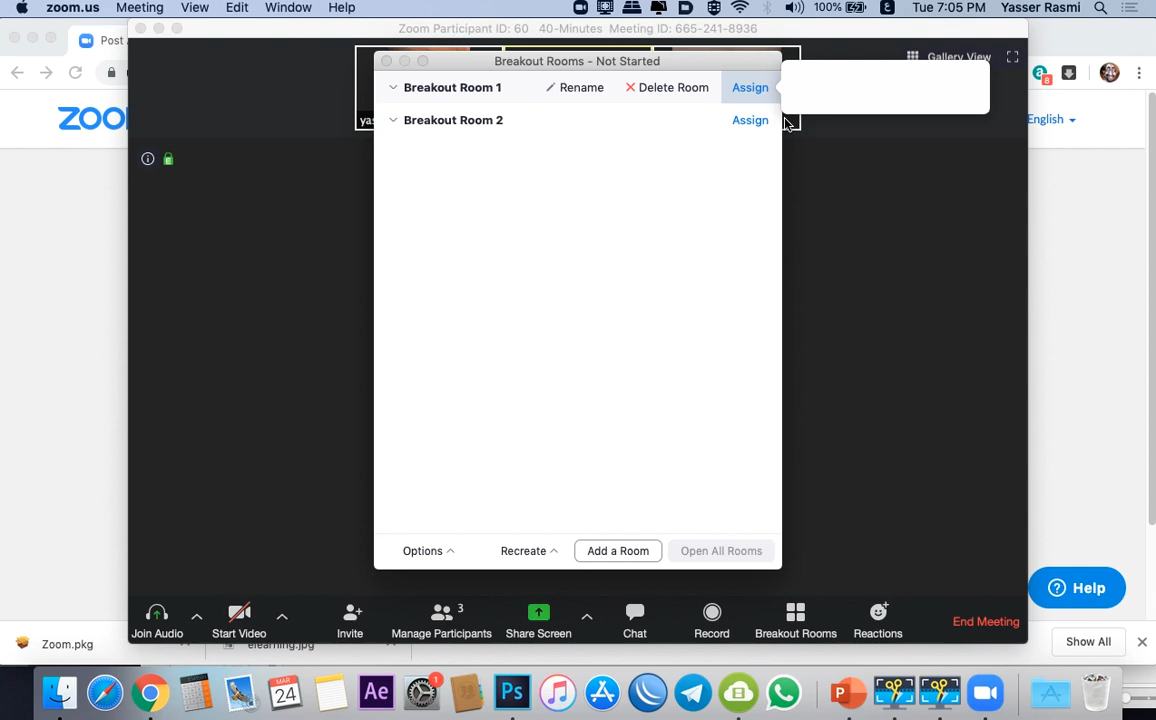 zoom.us Meeting View Edit Window Help 100% Tue 7:05 PM Yasser Rasmi
Zoom Participant ID: 60 40-Minutes Meeting ID: 665-241-8936
Post
Breakout Rooms - Not Started
Gallery View
8
Breakout Room 1 Rename Delete Room Assign
ZOO
yas
Breakout Room 2 Assign
English
Options Recreate Add a Room Open All Rooms
Help
3
Join Audio Start Video Invite Manage Participants Share Screen Chat Record Breakout Rooms Reactions End Meeting
Zoom.pkg elearning.jpg Show All
MAR
24
Ae
1
Ps
P